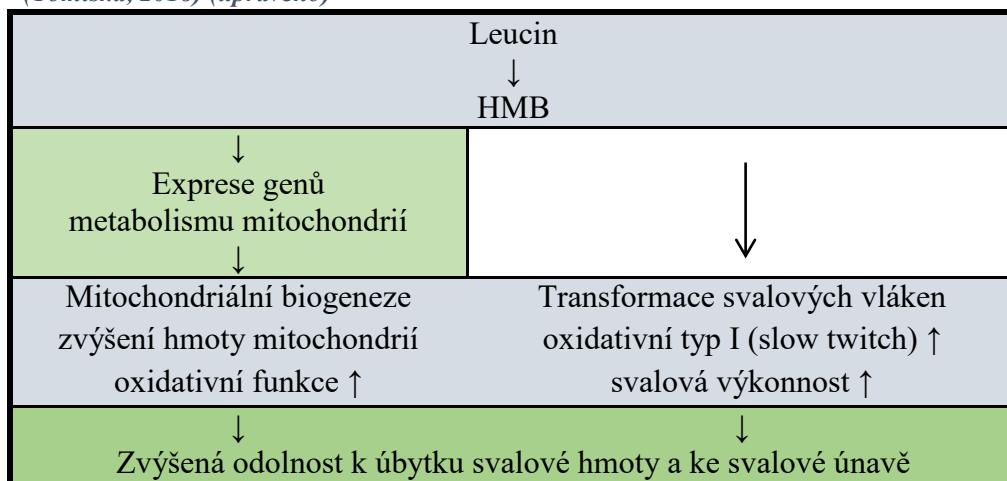 Leucin
↓
HMB
↓
Exprese genů
metabolismu mitochondrií
↓
↓
Mitochondriální biogeneze
zvýšení hmoty mitochondrií
oxidativní funkce ↑
Transformace svalových vláken
oxidativní typ I (slow twitch) ↑
svalová výkonnost ↑
↓ ↓
Zvýšená odolnost k úbytku svalové hmoty a ke svalové únavě